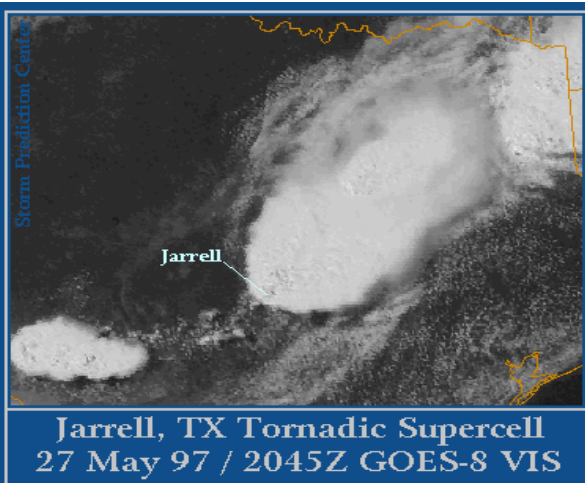 Storm Prediction Center
Jarrell
Jarrell, TX Tornadic Supercell
27 May 97 / 2045Z GOES-8 VIS